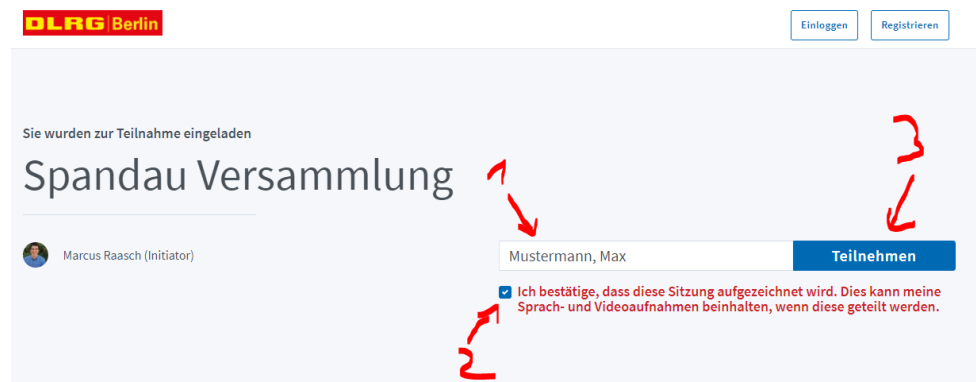 DLRG Berlin
Einloggen
Registrieren
Sie wurden zur Teilnahme eingeladen
Spandau Versammlung
1
3
Marcus Raasch (Initiator)
Mustermann, Max
Teilnehmen
Ich bestätige, dass diese Sitzung aufgezeichnet wird. Dies kann meine
Sprach- und Videoaufnahmen beinhalten, wenn diese geteilt werden.
2